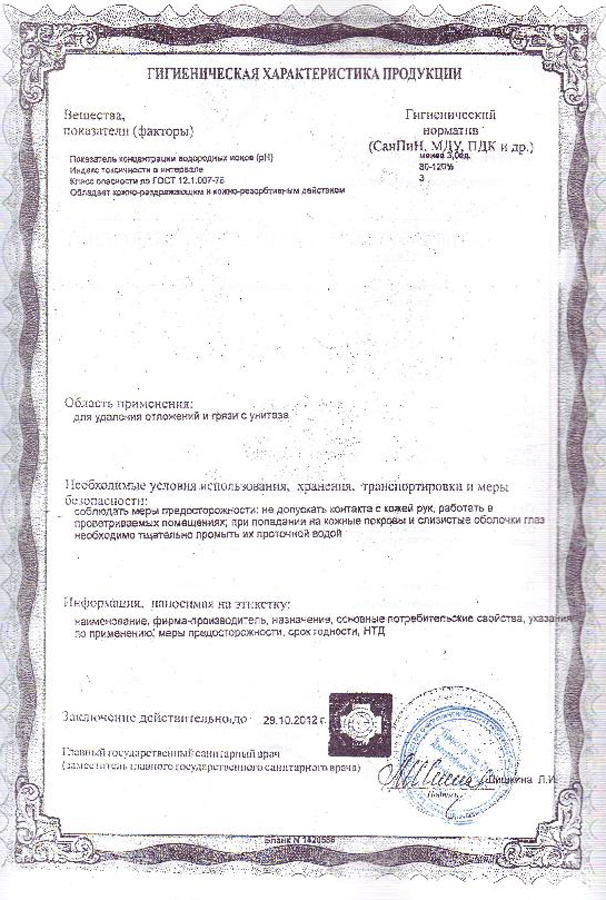 ГИГИЕНИЧЕСКАЯ ХАРАКТЕРИСТИКА ПРОДУКЦИИ
Вещества,
показатели (факторы)
Гигиенический
норматив
(СанПиН, МДУ, ПДК и др.)
Показатель концентрации водородных ионов (pH) менее 3,0ед.
Индекс токсичности в интервале 80-120%
Класс опасности по ГОСТ 12.1.007-76 3
Обладает кожно-раздражающим и кожно-резорбтивным действием
Область применения:
для удаления отложений и грязи с унитаза
Необходимые условия использования, хранения, транспортировки и меры
безопасности:
соблюдать меры предосторожности: не допускать контакта с кожей рук, работать в
проветриваемых помещениях; при попадании на кожные покровы и слизистые оболочки глаз
необходимо тщательно промыть их проточной водой
Информация, наносимая на этикетку:
наименование, фирма-производитель, назначение, основные потребительские свойства, указания
по применению, меры предосторожности, срок годности, НТД
Заключение действительно до 29.10.2012 г.
Главный государственный санитарный врач
(заместитель главного государственного санитарного врача)
Шишкина Л.И.
Подпись
Бланк N 1420556